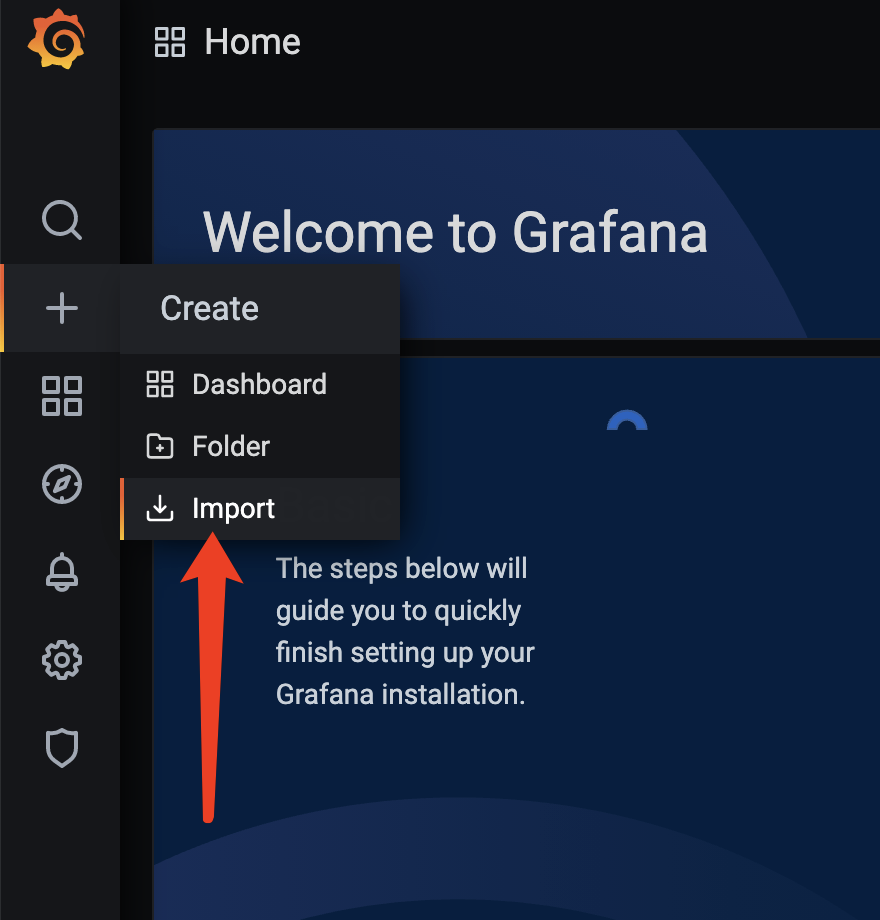 Home
Welcome to Grafana
Create
Dashboard
Folder
Import
The steps below will
guide you to quickly
finish setting up your
Grafana installation.